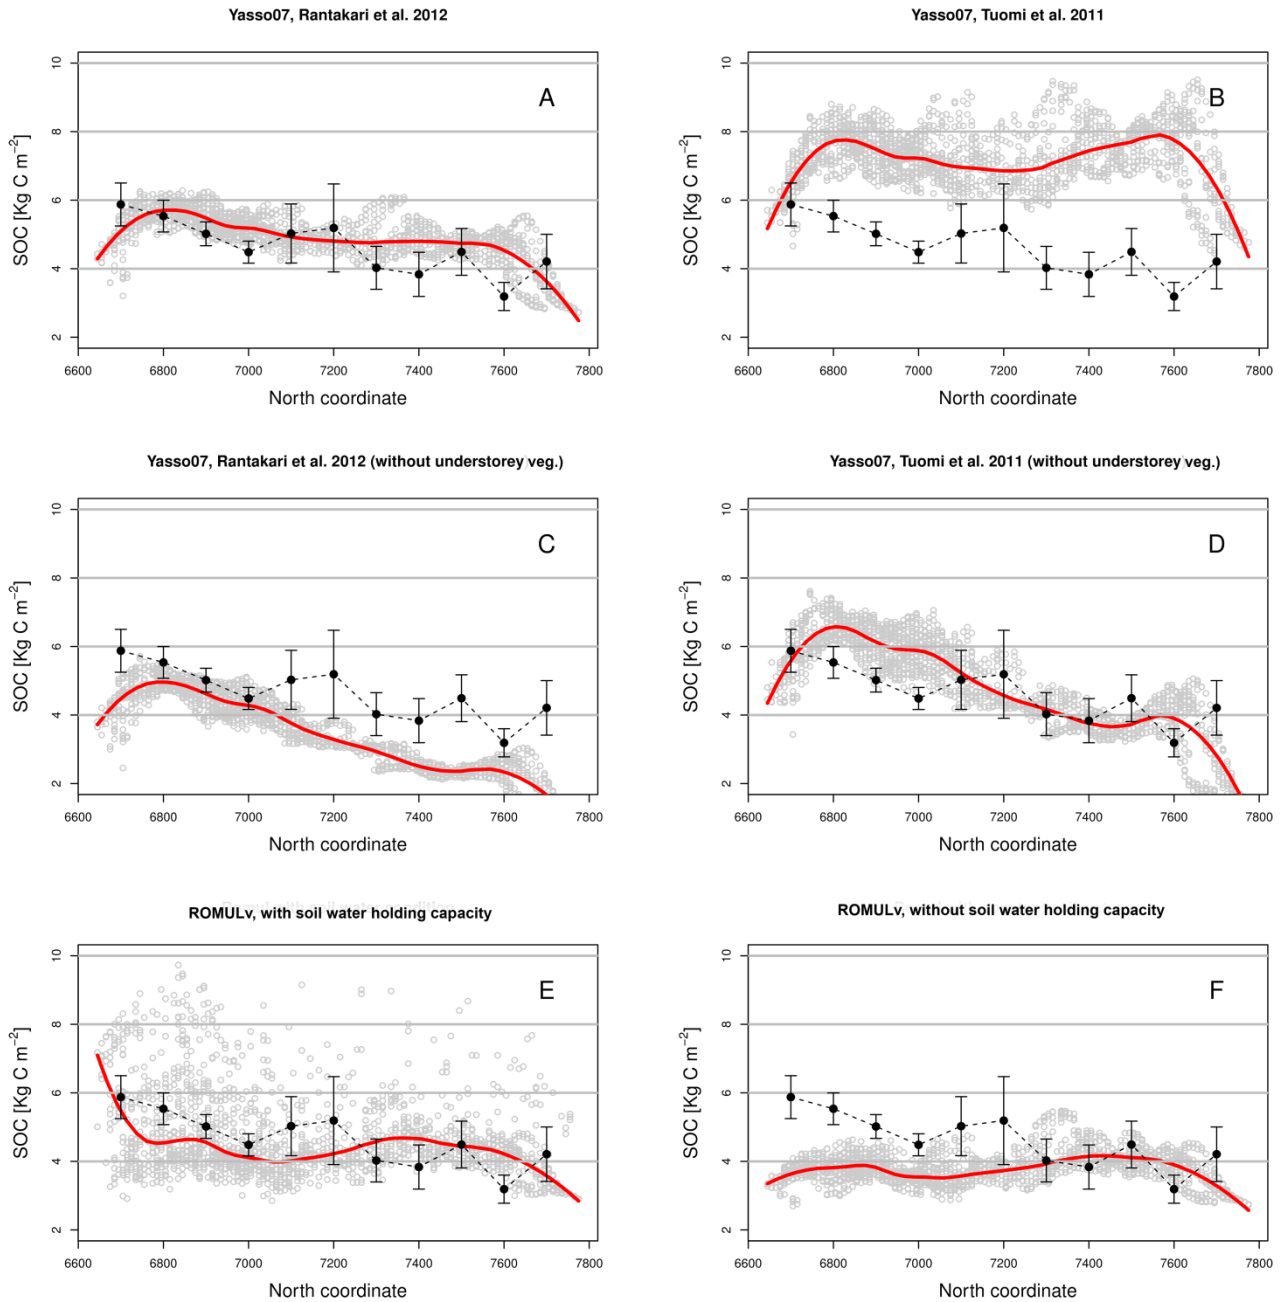 Yasso07, Rantakari et al. 2012
Yasso07, Tuomi et al. 2011
A
SOC [Kg C m⁻²]
10
8
6
4
2
6600 6800 7000 7200 7400 7600 7800
North coordinate
B
SOC [Kg C m⁻²]
10
8
6
4
2
6600 6800 7000 7200 7400 7600 7800
North coordinate
Yasso07, Rantakari et al. 2012 (without understorey veg.)
Yasso07, Tuomi et al. 2011 (without understorey veg.)
C
SOC [Kg C m⁻²]
10
8
6
4
2
6600 6800 7000 7200 7400 7600 7800
North coordinate
D
SOC [Kg C m⁻²]
10
8
6
4
2
6600 6800 7000 7200 7400 7600 7800
North coordinate
ROMULv, with soil water holding capacity
ROMULv, without soil water holding capacity
E
SOC [Kg C m⁻²]
10
8
6
4
2
6600 6800 7000 7200 7400 7600 7800
North coordinate
F
SOC [Kg C m⁻²]
10
8
6
4
2
6600 6800 7000 7200 7400 7600 7800
North coordinate